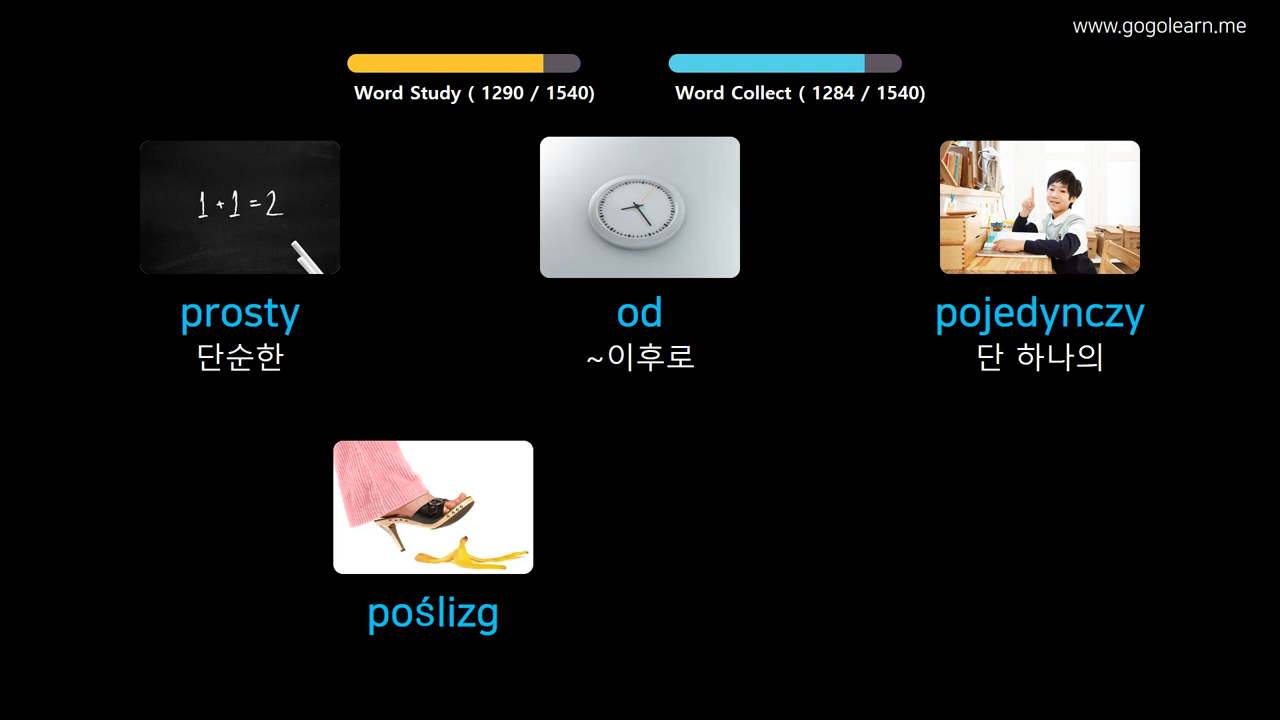 www.gogolearn.me
Word Study ( 1290 / 1540)
Word Collect ( 1284 / 1540)
1 + 1 = 2
prosty
단순한
od
~이후로
pojedynczy
단 하나의
poślizg